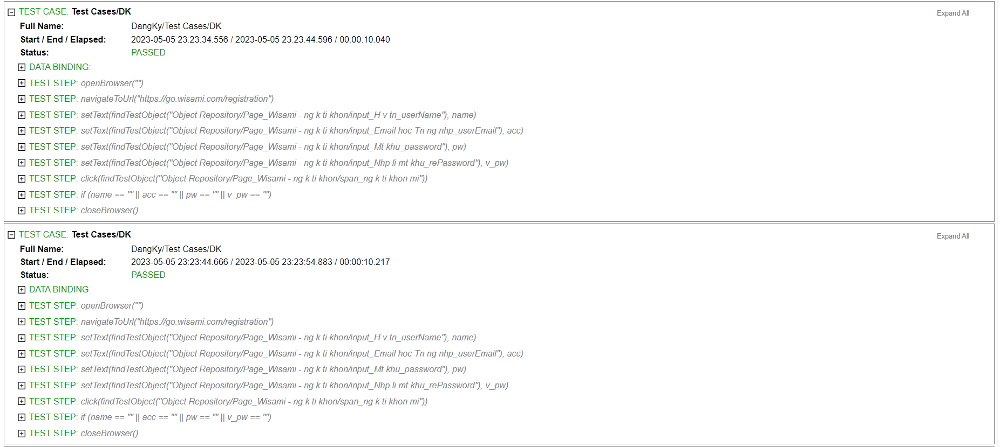 TEST CASE: Test Cases/DK
Expand All
Full Name: DangKy/Test Cases/DK
Start / End / Elapsed: 2023-05-05 23:23:34.556 / 2023-05-05 23:23:44.596 / 00:00:10.040
Status: PASSED
DATA BINDING:
TEST STEP: openBrowser("")
TEST STEP: navigateToUrl("https://go.wisami.com/registration")
TEST STEP: setText(findTestObject("Object Repository/Page_Wisami - ng k ti khon/input_H v tn_userName"), name)
TEST STEP: setText(findTestObject("Object Repository/Page_Wisami - ng k ti khon/input_Email hoc Tn ng nhp_userEmail"), acc)
TEST STEP: setText(findTestObject("Object Repository/Page_Wisami - ng k ti khon/input_Mt khu_password"), pw)
TEST STEP: setText(findTestObject("Object Repository/Page_Wisami - ng k ti khon/input_Nhp li mt khu_rePassword"), v_pw)
TEST STEP: click(findTestObject("Object Repository/Page_Wisami - ng k ti khon/span_ng k ti khon mi"))
TEST STEP: if (name == "" || acc == "" || pw == "" || v_pw == "")
TEST STEP: closeBrowser()
TEST CASE: Test Cases/DK
Expand All
Full Name: DangKy/Test Cases/DK
Start / End / Elapsed: 2023-05-05 23:23:44.666 / 2023-05-05 23:23:54.883 / 00:00:10.217
Status: PASSED
DATA BINDING:
TEST STEP: openBrowser("")
TEST STEP: navigateToUrl("https://go.wisami.com/registration")
TEST STEP: setText(findTestObject("Object Repository/Page_Wisami - ng k ti khon/input_H v tn_userName"), name)
TEST STEP: setText(findTestObject("Object Repository/Page_Wisami - ng k ti khon/input_Email hoc Tn ng nhp_userEmail"), acc)
TEST STEP: setText(findTestObject("Object Repository/Page_Wisami - ng k ti khon/input_Mt khu_password"), pw)
TEST STEP: setText(findTestObject("Object Repository/Page_Wisami - ng k ti khon/input_Nhp li mt khu_rePassword"), v_pw)
TEST STEP: click(findTestObject("Object Repository/Page_Wisami - ng k ti khon/span_ng k ti khon mi"))
TEST STEP: if (name == "" || acc == "" || pw == "" || v_pw == "")
TEST STEP: closeBrowser()